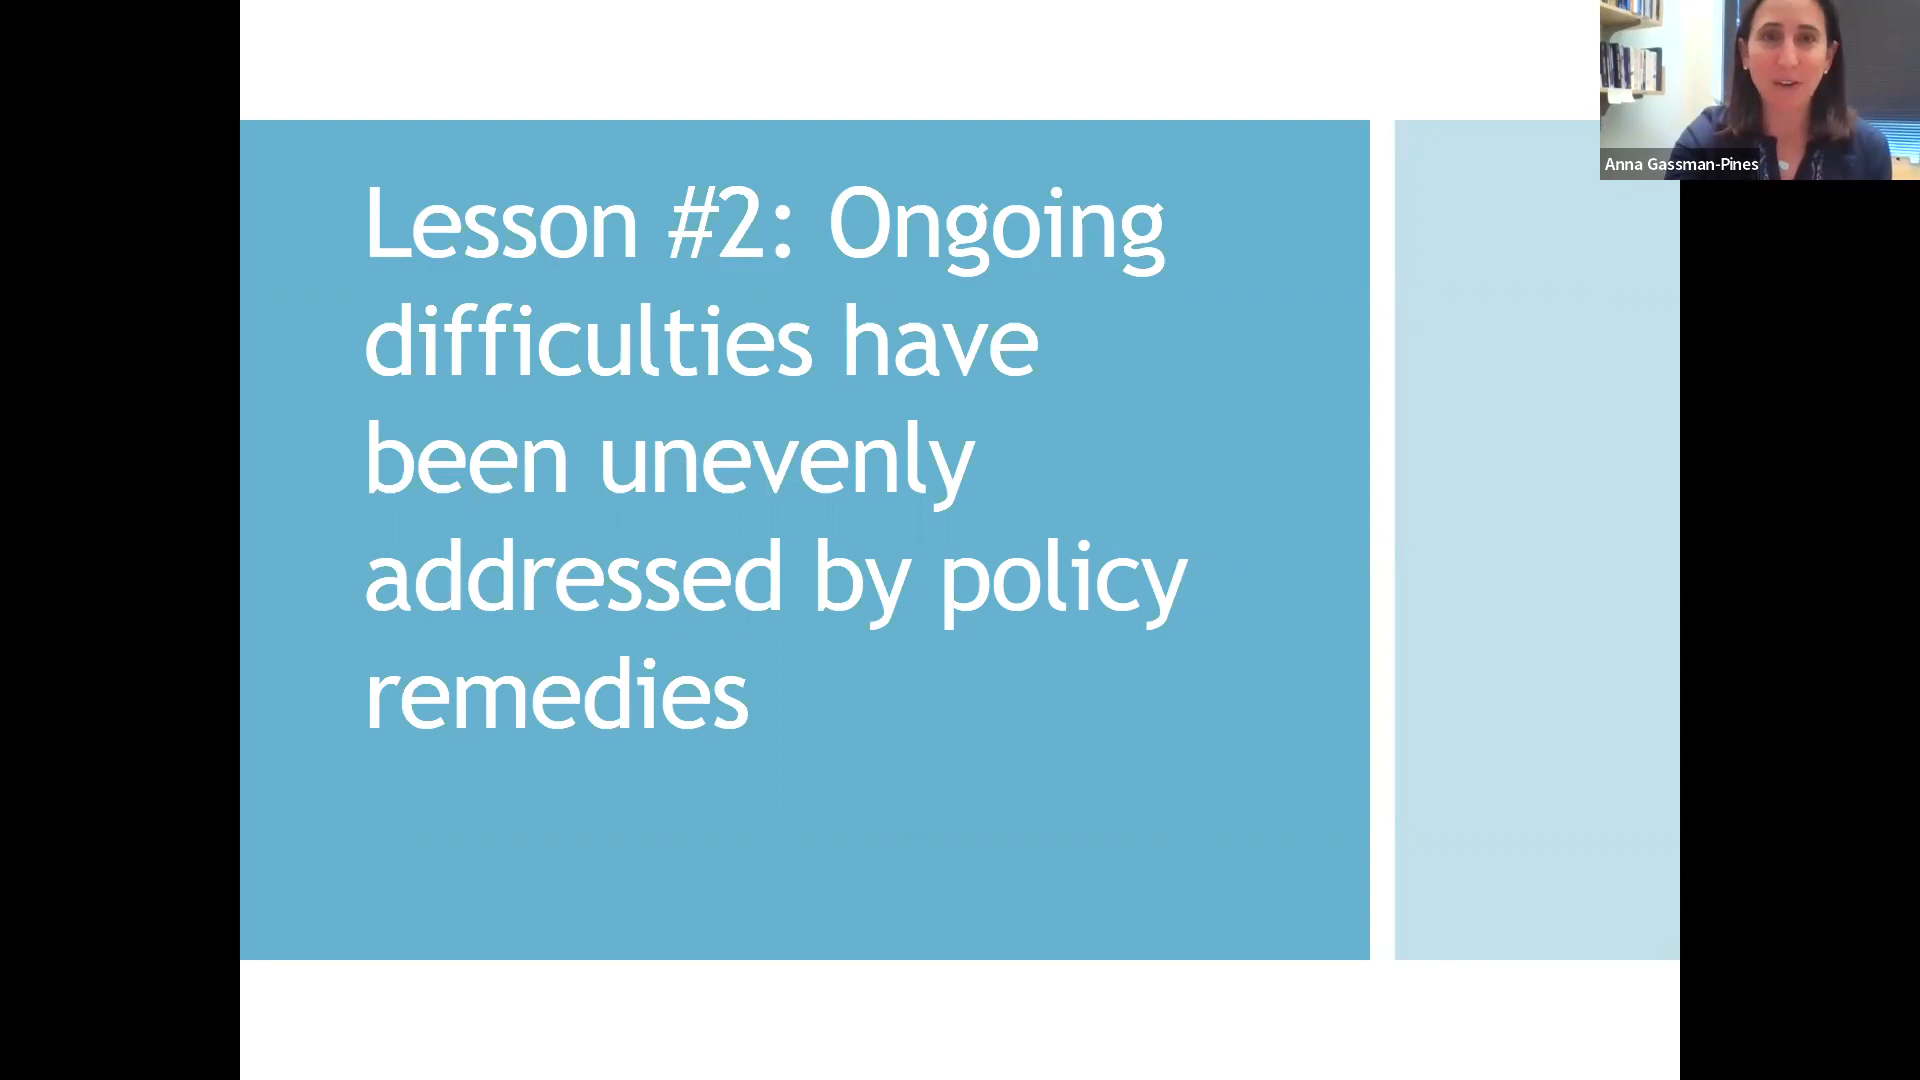 Lesson #2: Ongoing
difficulties have
been unevenly
addressed by policy
remedies
Anna Gassman-Pines